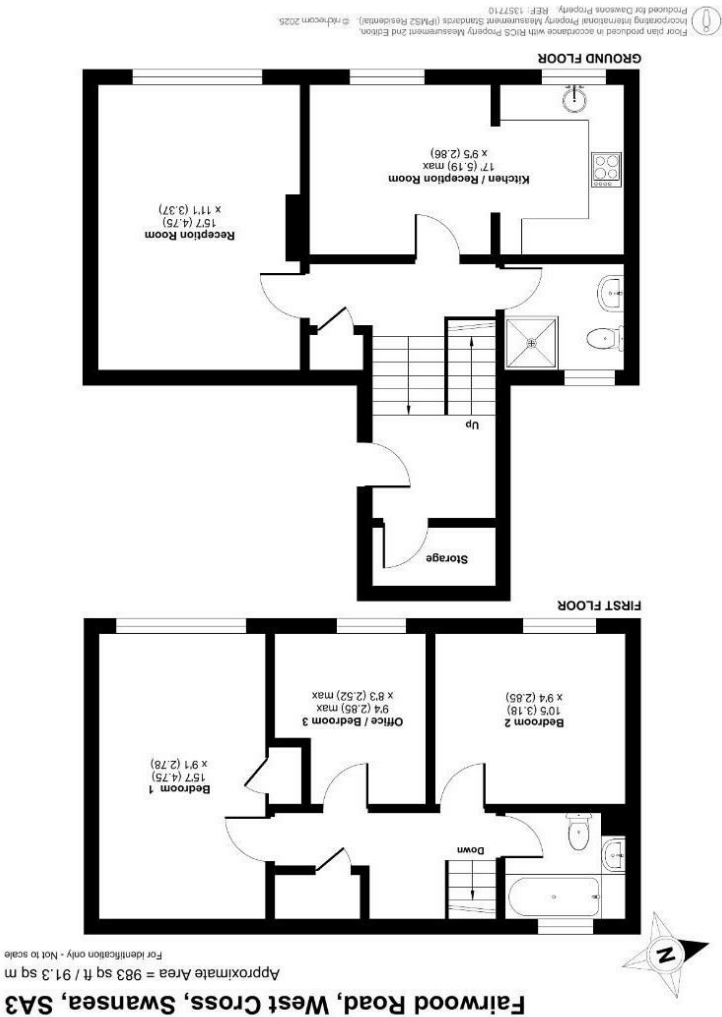 Fairwood Road, West Cross, Swansea, SA3
Approximate Area = 983 sq ft / 91.3 sq m
For identification only - Not to scale
N
Down
Bedroom 1
15'7 (4.75)
x 9'1 (2.78)
Bedroom 2
10'5 (3.18)
x 9'4 (2.85)
Office / Bedroom 3
9'4 (2.85) max
x 8'3 (2.52) max
FIRST FLOOR
Storage
Up
Reception Room
15'7 (4.75)
x 11'1 (3.37)
Kitchen / Reception Room
17' (5.19) max
x 9'5 (2.86)
GROUND FLOOR
Floor plan produced in accordance with RICS Property Measurement 2nd Edition.
Incorporating International Property Measurement Standards (IPMS2 Residential). © nichecom 2025.
Produced for Dawsons Property. REF: 1357710